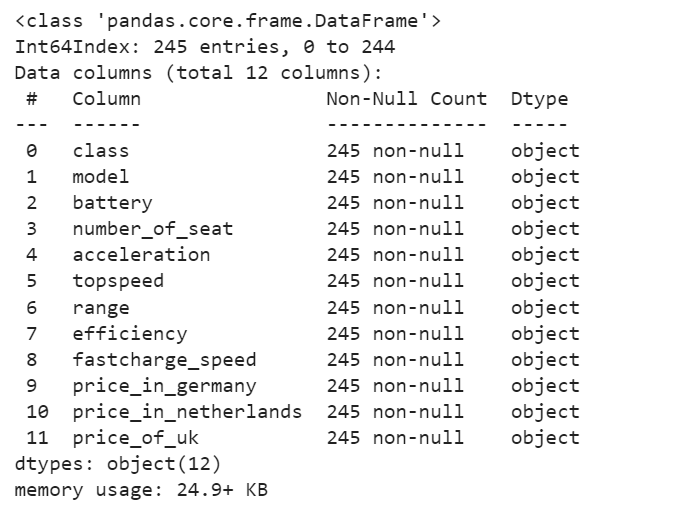 <class 'pandas.core.frame.DataFrame'>
Int64Index: 245 entries, 0 to 244
Data columns (total 12 columns):
 #   Column                Non-Null Count  Dtype
---  ------                --------------  -----
 0   class                 245 non-null    object
 1   model                 245 non-null    object
 2   battery               245 non-null    object
 3   number_of_seat        245 non-null    object
 4   acceleration          245 non-null    object
 5   topspeed              245 non-null    object
 6   range                 245 non-null    object
 7   efficiency            245 non-null    object
 8   fastcharge_speed      245 non-null    object
 9   price_in_germany      245 non-null    object
 10  price_in_netherlands  245 non-null    object
 11  price_of_uk           245 non-null    object
dtypes: object(12)
memory usage: 24.9+ KB